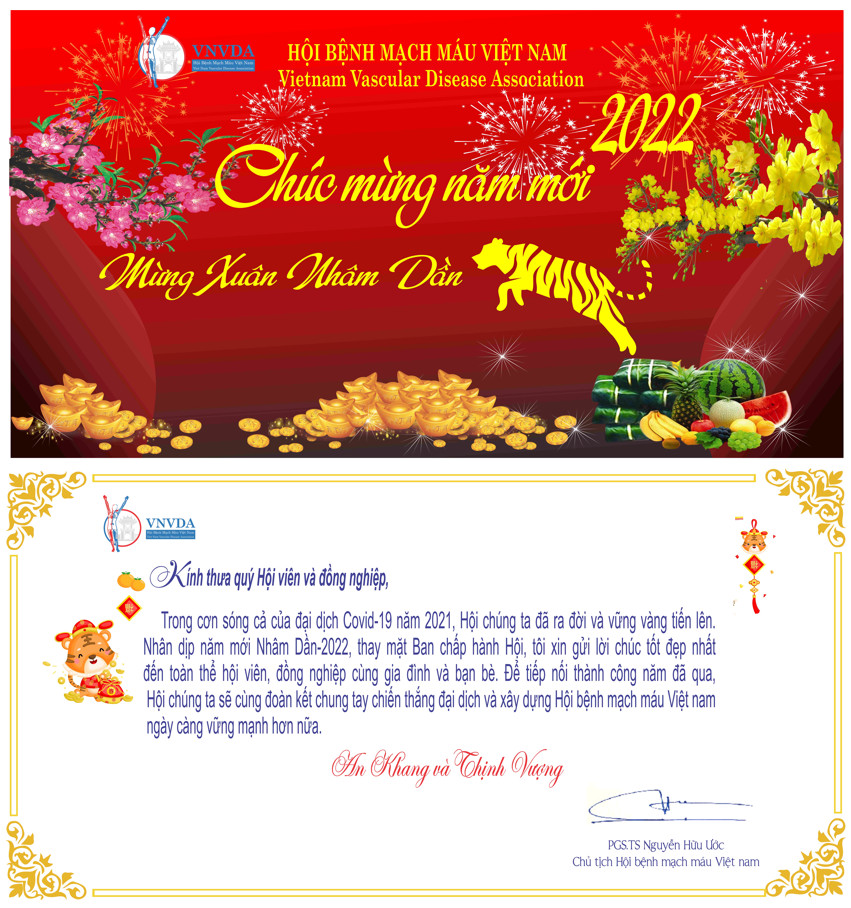 VNVDA
Hội Bệnh Mạch Máu Việt Nam
HỘI BỆNH MẠCH MÁU VIỆT NAM
Vietnam Vascular Disease Association
2022
Chúc mừng năm mới
Mừng Xuân Nhâm Dần
VNVDA
Kính thưa quý Hội viên và đồng nghiệp,
Trong cơn sóng cả của đại dịch Covid-19 năm 2021, Hội chúng ta đã ra đời và vững vàng tiến lên.
Nhân dịp năm mới Nhâm Dần-2022, thay mặt Ban chấp hành Hội, tôi xin gửi lời chúc tốt đẹp nhất
đến toàn thể hội viên, đồng nghiệp cùng gia đình và bạn bè. Để tiếp nối thành công năm đã qua,
Hội chúng ta sẽ cùng đoàn kết chung tay chiến thắng đại dịch và xây dựng Hội bệnh mạch máu Việt nam
ngày càng vững mạnh hơn nữa.
An Khang và Thịnh Vượng
PGS.TS Nguyễn Hữu Ước
Chủ tịch Hội bệnh mạch máu Việt nam